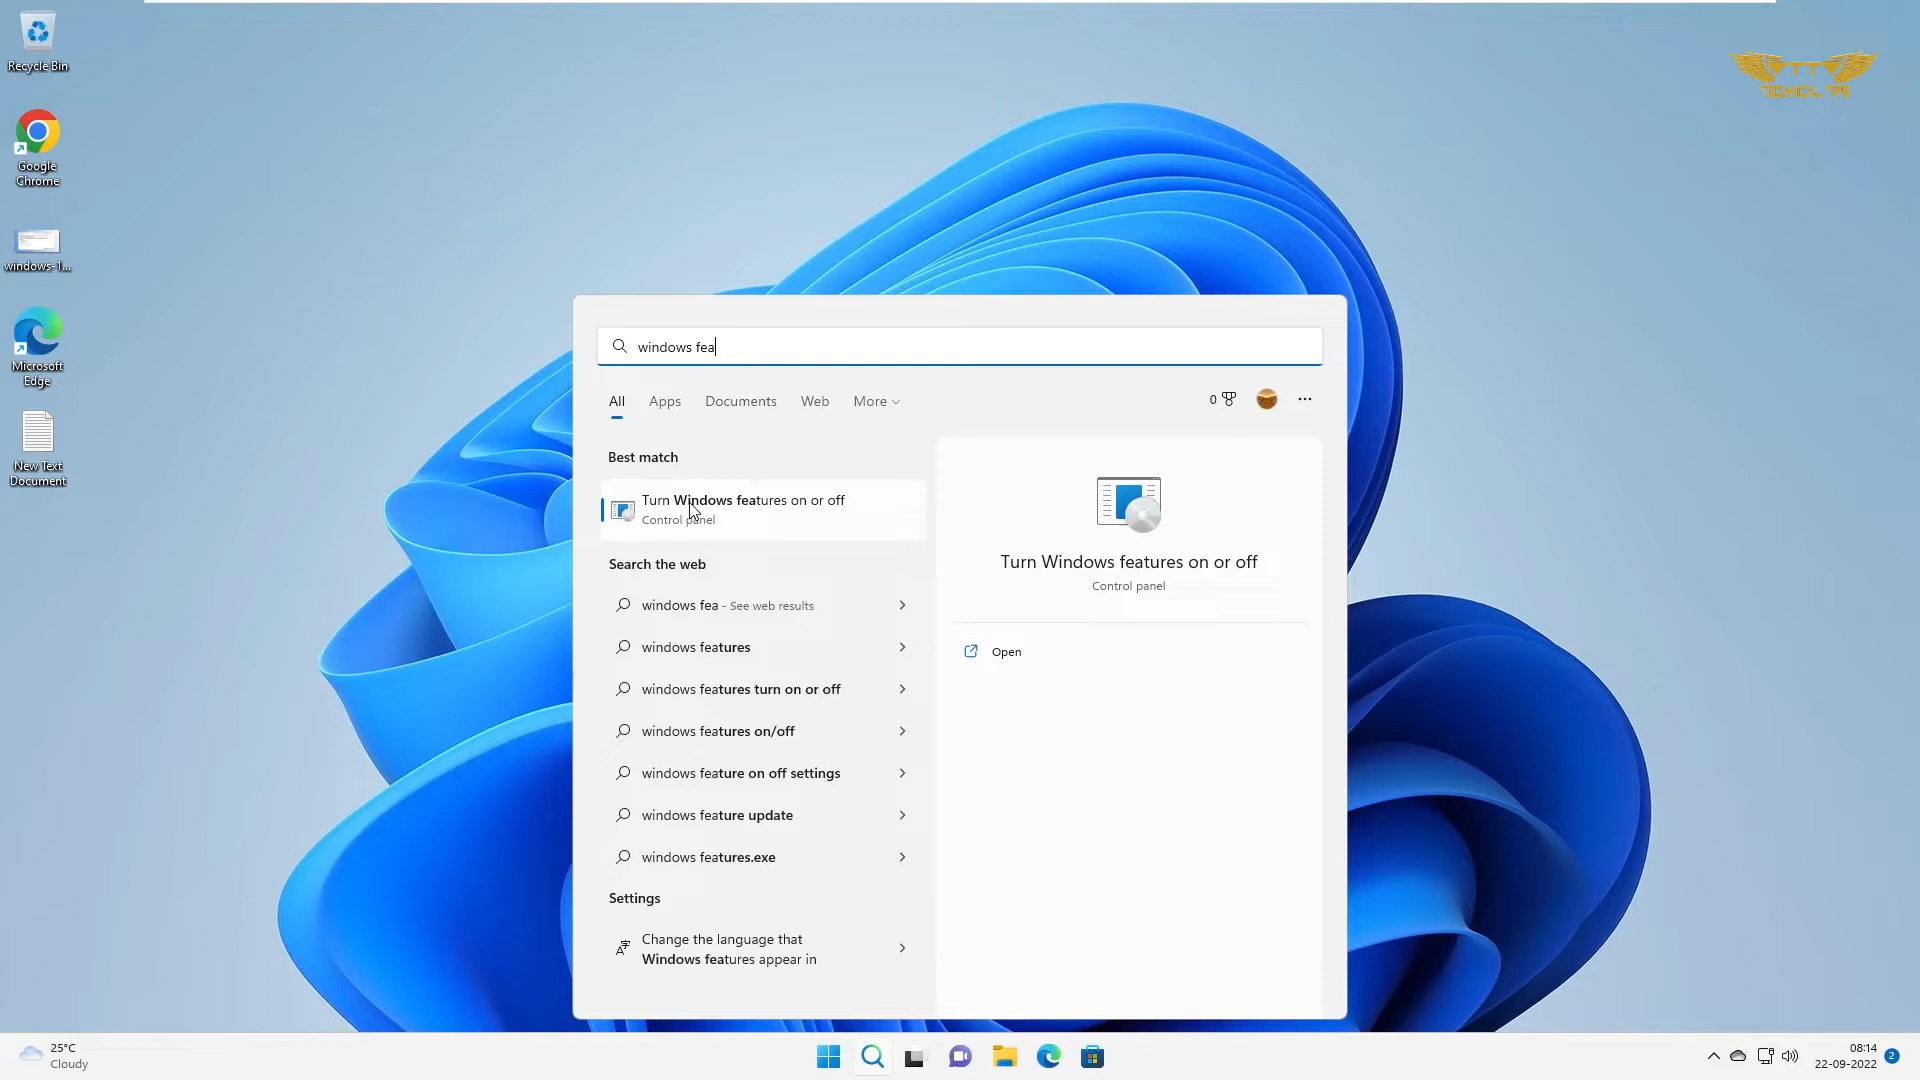 Recycle Bin
TECHNICAL TIPS
Google
Chrome
windows-1...
Microsoft
Edge
New Text
Document
windows fea
All Apps Documents Web More
0
Best match
Turn Windows features on or off
Control panel
Search the web
windows fea - See web results
windows features
windows features turn on or off
windows features on/off
windows feature on off settings
windows feature update
windows features.exe
Settings
Change the language that
Windows features appear in
Turn Windows features on or off
Control panel
Open
25°C
Cloudy
08:14
22-09-2022
2